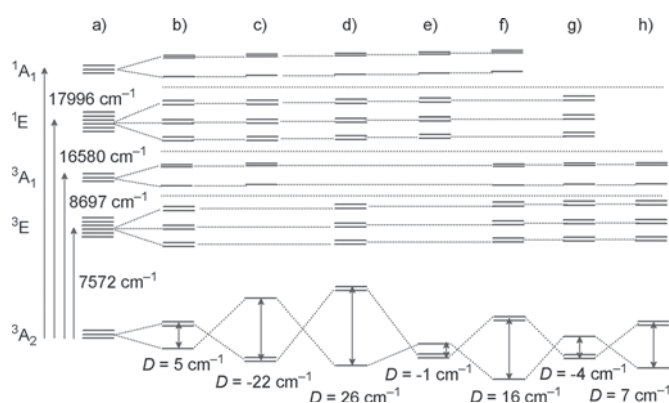 a) b) c) d) e) f) g) h)
¹A₁
17996 cm⁻¹
¹E
16580 cm⁻¹
³A₁
8697 cm⁻¹
³E
7572 cm⁻¹
³A₂
D = 5 cm⁻¹
D = -22 cm⁻¹
D = 26 cm⁻¹
D = -1 cm⁻¹
D = 16 cm⁻¹
D = -4 cm⁻¹
D = 7 cm⁻¹